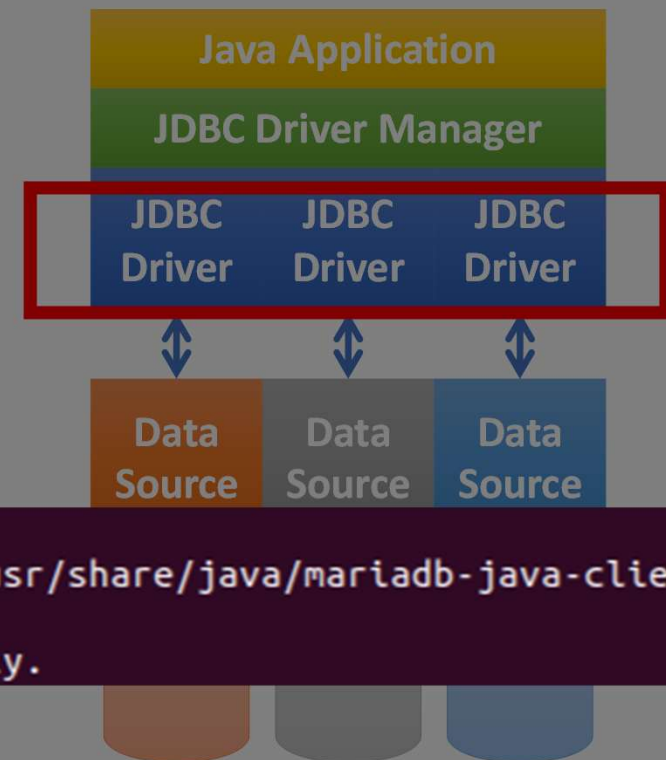 Java Application
JDBC Driver Manager
JDBC JDBC JDBC
Driver Driver Driver
Data Data Data
Source Source Source
usr/share/java/mariadb-java-clie
y.